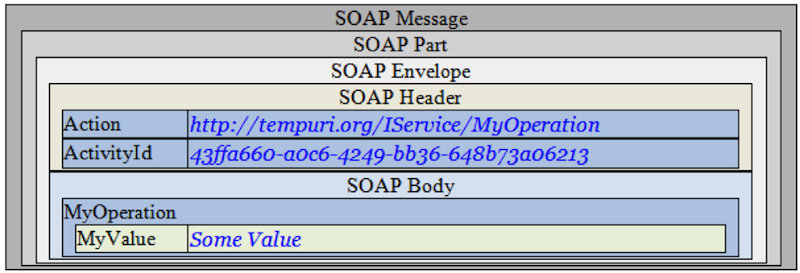 SOAP Message
SOAP Part
SOAP Envelope
SOAP Header
Action http://tempuri.org/IService/MyOperation
ActivityId 43ffa660-a0c6-4249-bb36-648b73a06213
SOAP Body
MyOperation
MyValue Some Value